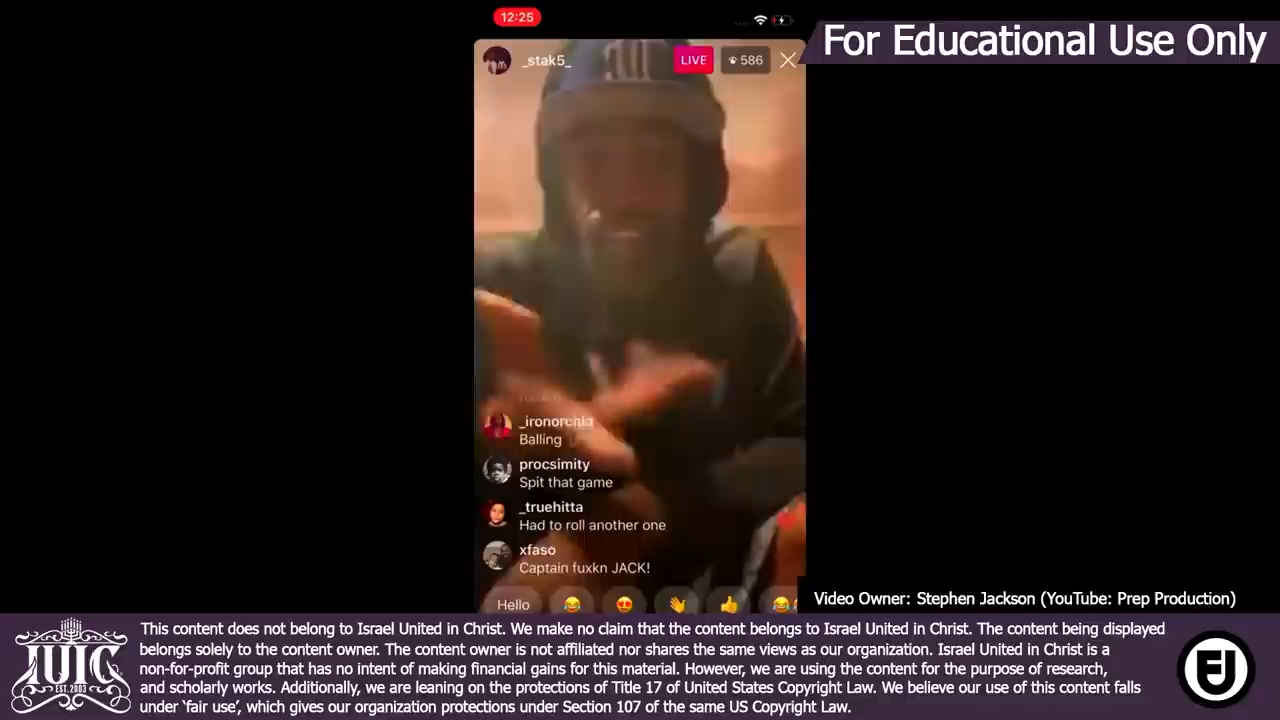 12:25
For Educational Use Only
_stak5_
LIVE
586
_ironorchid
Balling
procsimity
Spit that game
_truehitta
Had to roll another one
xfaso
Captain fuxkn JACK!
Hello
Video Owner: Stephen Jackson (YouTube: Prep Production)
IUIC
EST. 2003
This content does not belong to Israel United in Christ. We make no claim that the content belongs to Israel United in Christ. The content being displayed
belongs solely to the content owner. The content owner is not affiliated nor shares the same views as our organization. Israel United in Christ is a
non-for-profit group that has no intent of making financial gains for this material. However, we are using the content for the purpose of research,
and scholarly works. Additionally, we are leaning on the protections of Title 17 of United States Copyright Law. We believe our use of this content falls
under 'fair use', which gives our organization protections under Section 107 of the same US Copyright Law.